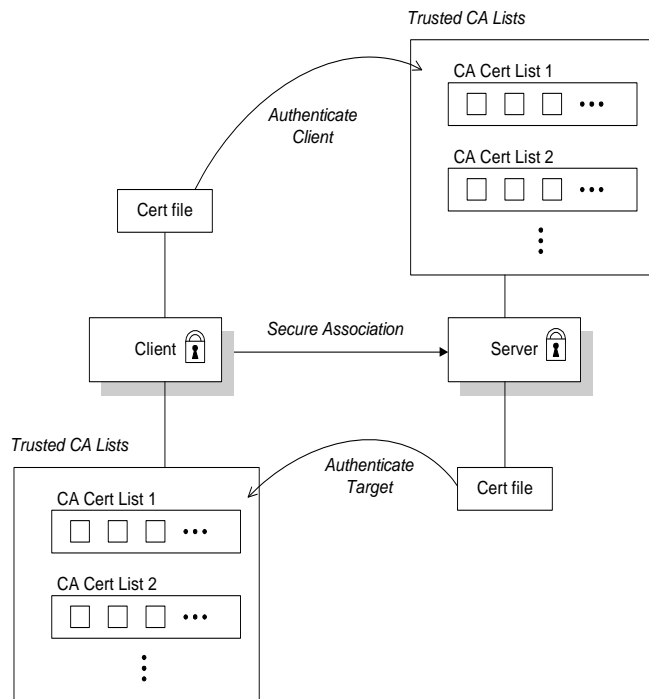 Trusted CA Lists
CA Cert List 1
Authenticate
Client
CA Cert List 2
Cert file
Client
Secure Association
Server
Trusted CA Lists
Authenticate
Target
Cert file
CA Cert List 1
CA Cert List 2